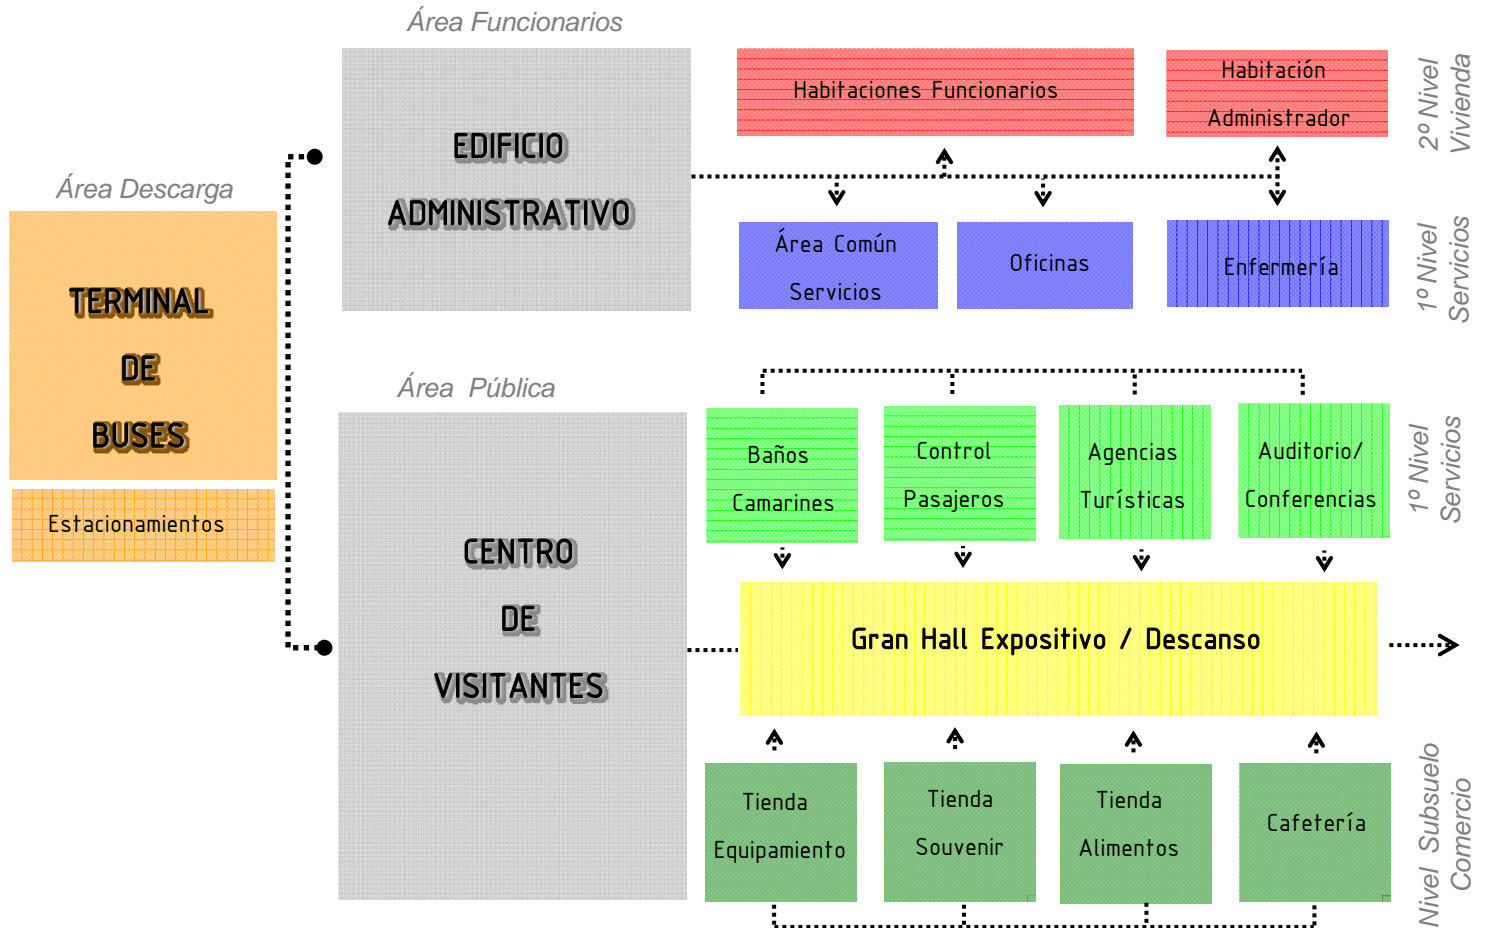 Área Funcionarios
EDIFICIO
ADMINISTRATIVO
Habitaciones Funcionarios
Habitación
Administrador
2º Nivel
Vivienda
Área Común
Servicios
Oficinas
Enfermería
1º Nivel
Servicios
Área Descarga
TERMINAL
DE
BUSES
Estacionamientos
Área Pública
CENTRO
DE
VISITANTES
Baños
Camarines
Control
Pasajeros
Agencias
Turísticas
Auditorio/
Conferencias
1º Nivel
Servicios
Gran Hall Expositivo / Descanso
Tienda
Equipamiento
Tienda
Souvenir
Tienda
Alimentos
Cafetería
Nivel Subsuelo
Comercio